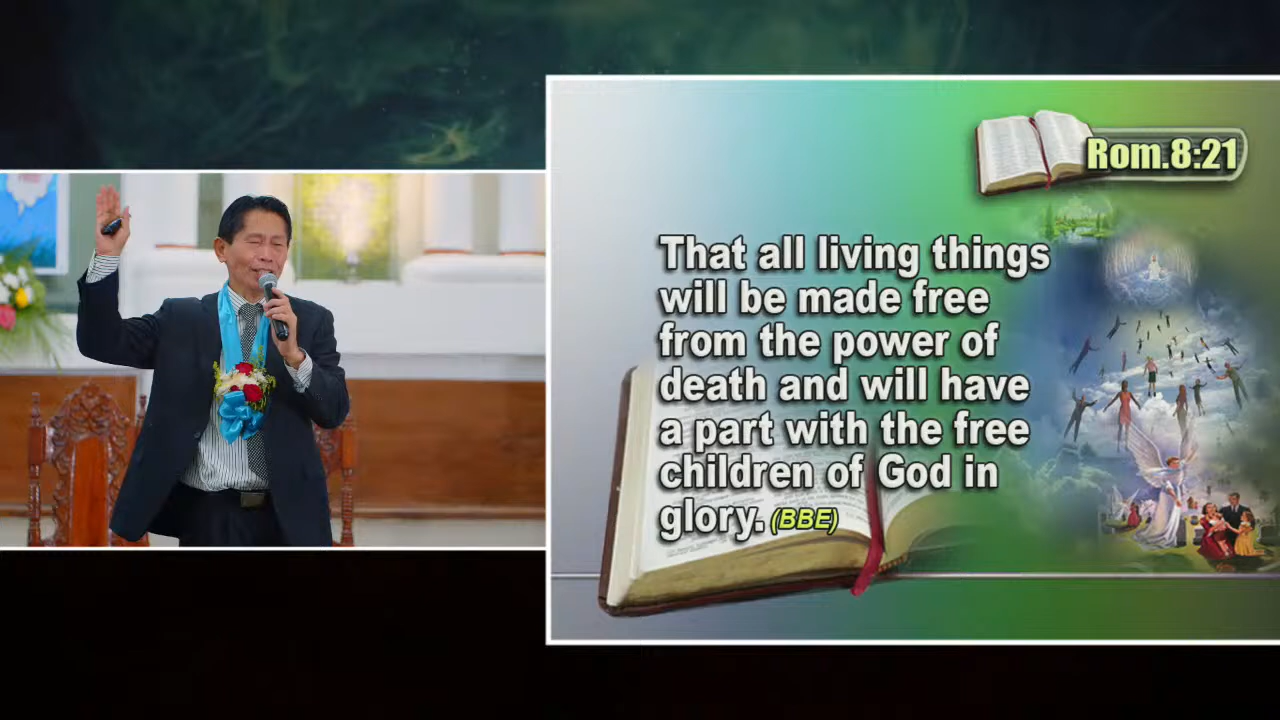 Rom.8:21
That all living things
will be made free
from the power of
death and will have
a part with the free
children of God in
glory. (BBE)